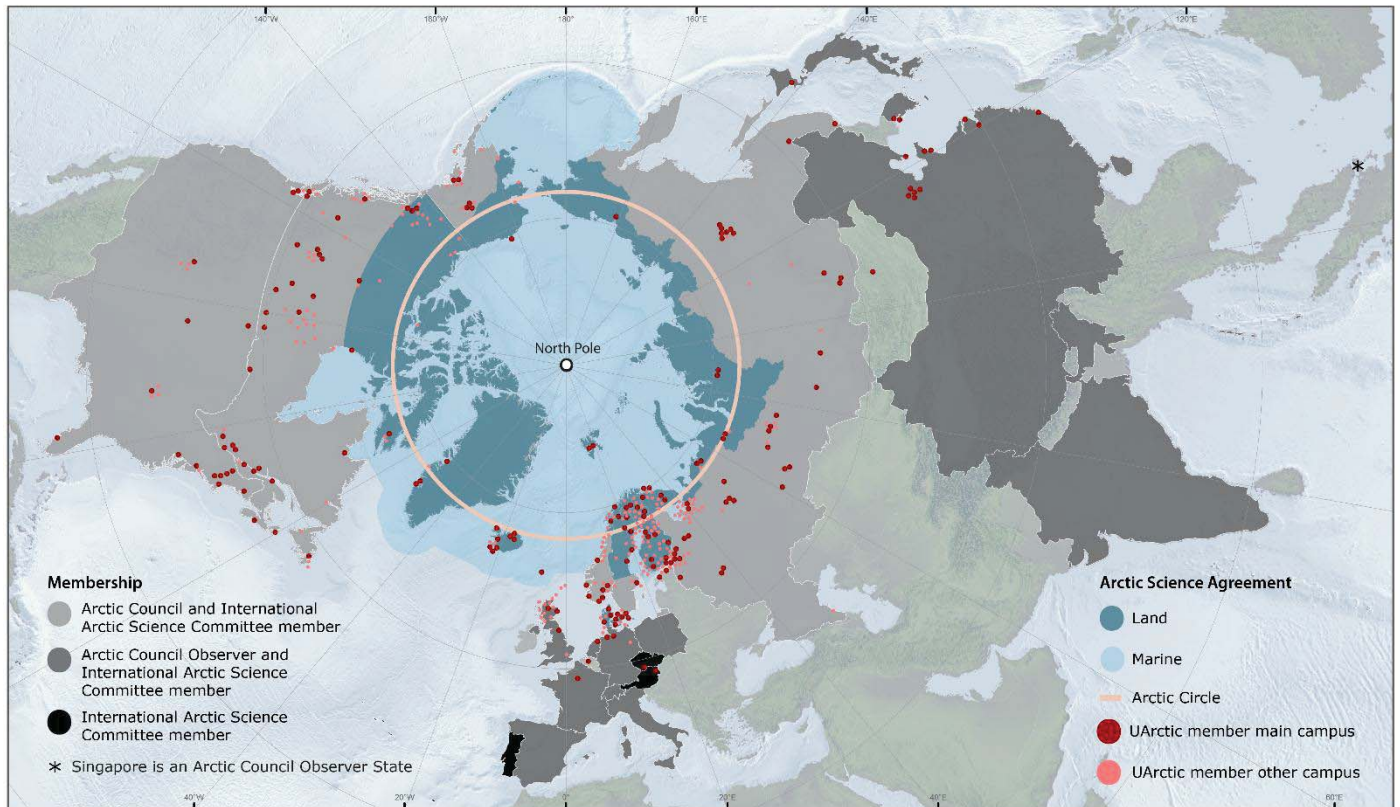 140°W
160°W
180°
160°E
140°E
120°E
North Pole
Membership
Arctic Council and International
Arctic Science Committee member
Arctic Council Observer and
International Arctic Science
Committee member
International Arctic Science
Committee member
* Singapore is an Arctic Council Observer State
*
Arctic Science Agreement
Land
Marine
Arctic Circle
UArctic member main campus
UArctic member other campus
40°W
20°W
0°
20°E
40°E
60°E